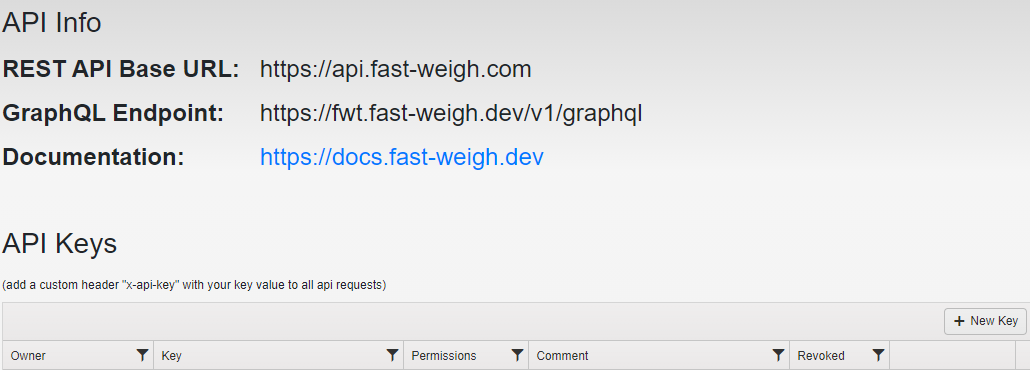 API Info
REST API Base URL: https://api.fast-weigh.com
GraphQL Endpoint: https://fwt.fast-weigh.dev/v1/graphql
Documentation: https://docs.fast-weigh.dev
API Keys
(add a custom header "x-api-key" with your key value to all api requests)
+ New Key
Owner Key Permissions Comment Revoked